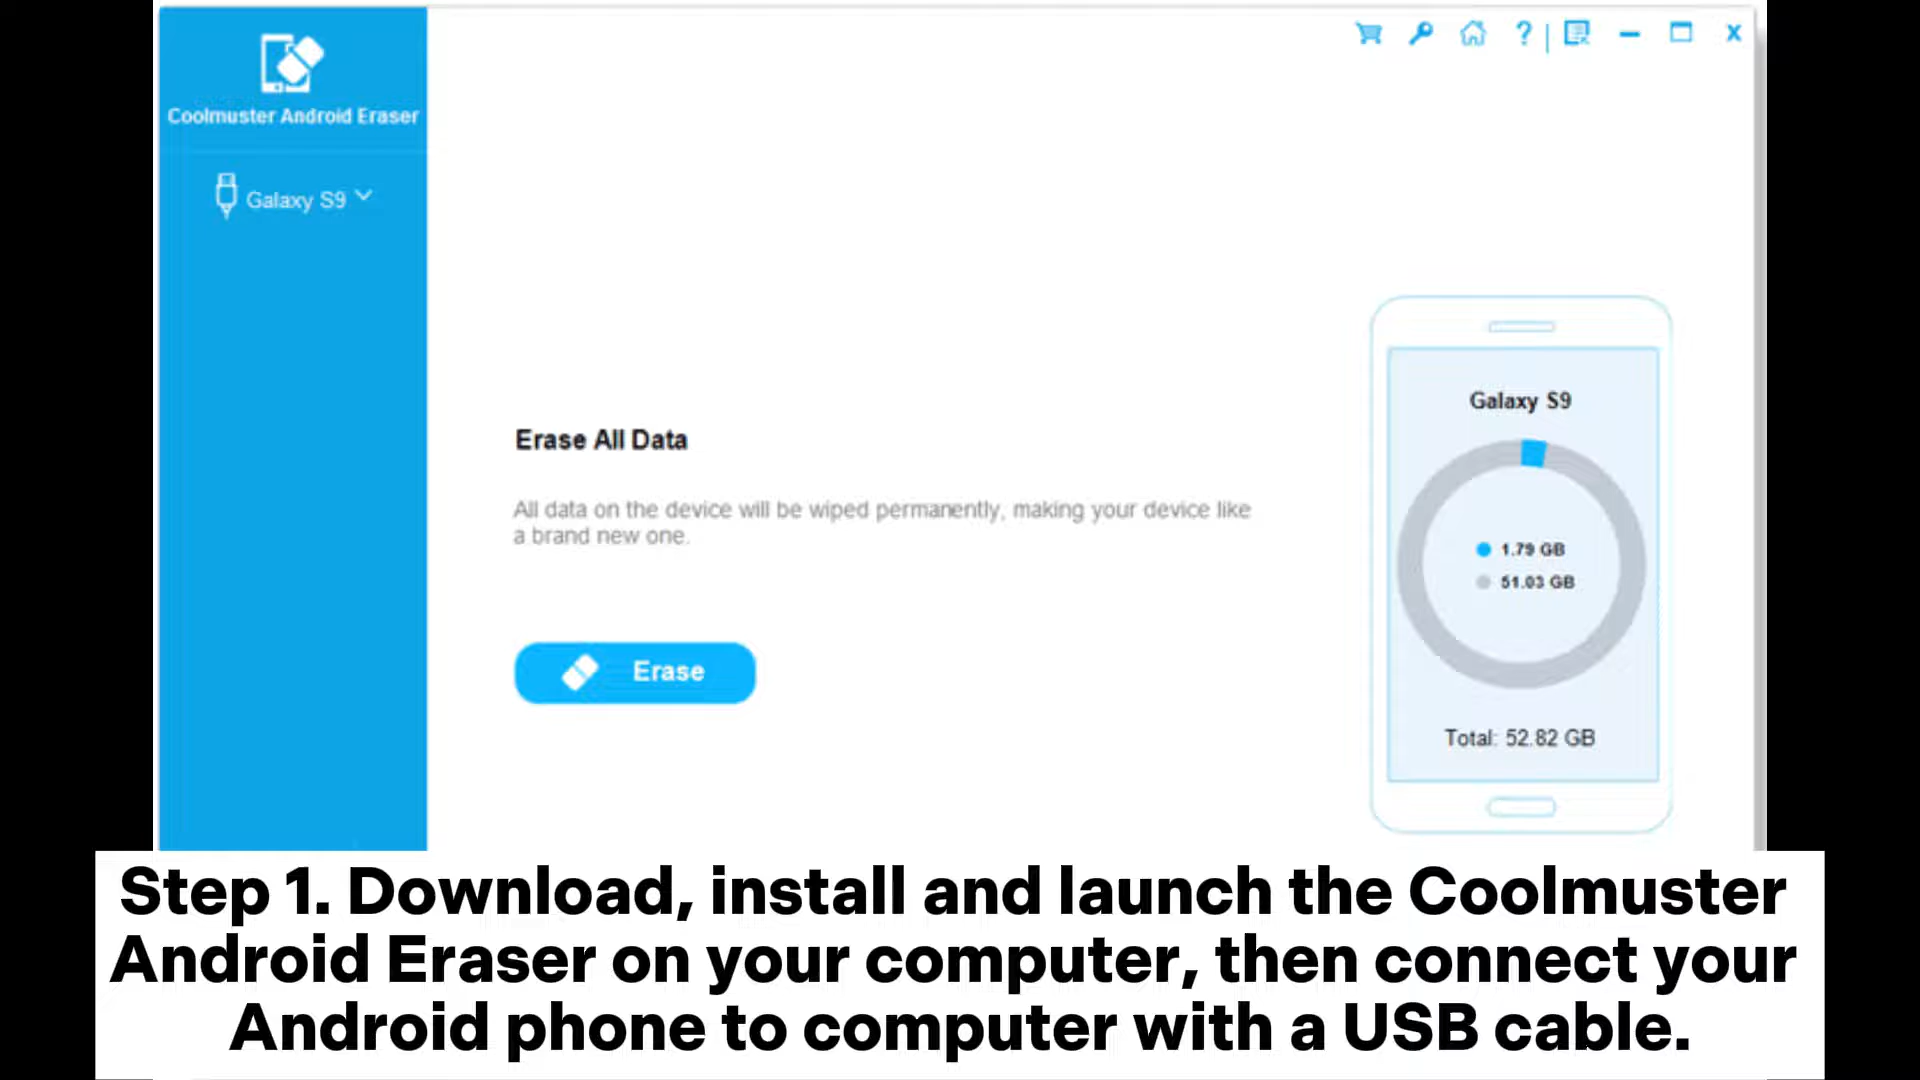 Coolmuster Android Eraser
Galaxy S9
?
Erase All Data
All data on the device will be wiped permanently, making your device like
a brand new one.
Erase
Galaxy S9
1.79 GB
51.03 GB
Total: 52.82 GB
Step 1. Download, install and launch the Coolmuster
Android Eraser on your computer, then connect your
Android phone to computer with a USB cable.